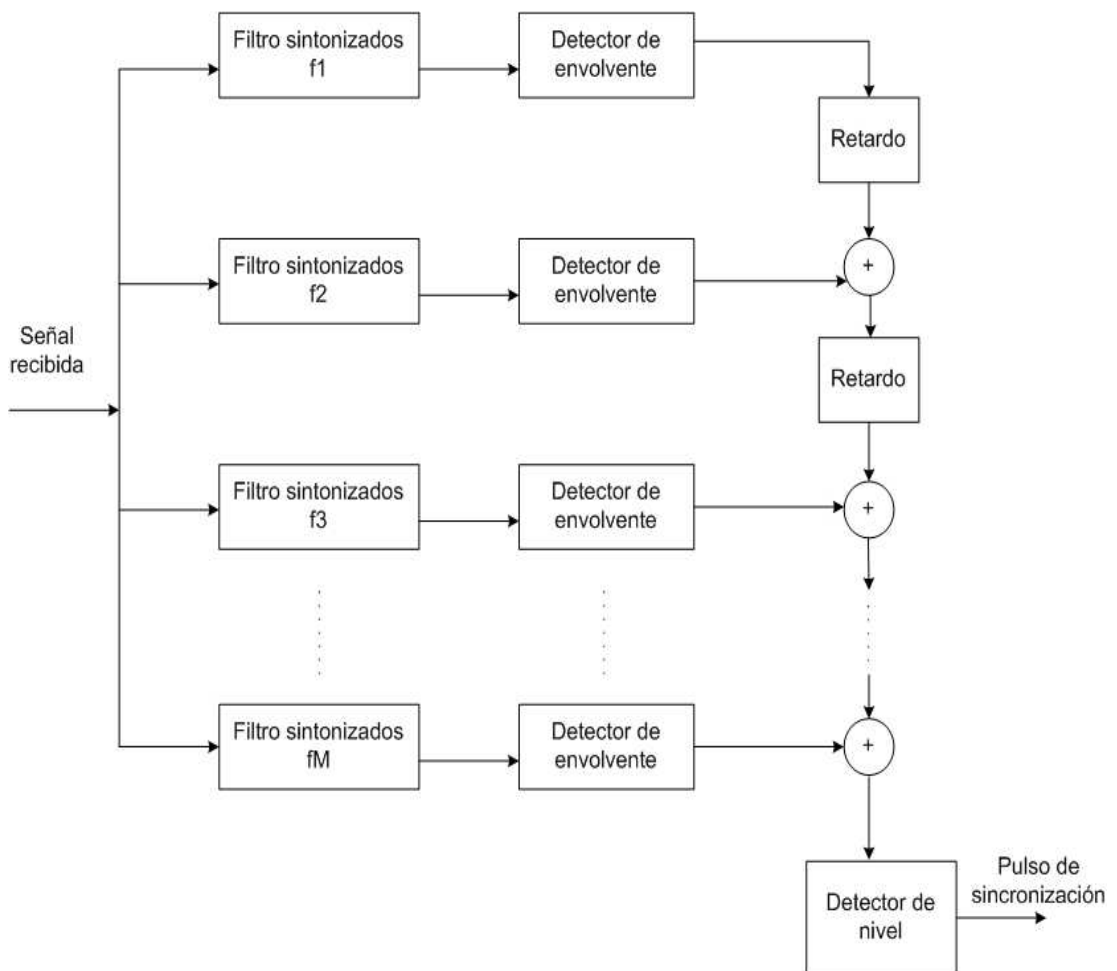 Filtro sintonizados
f1
Detector de
envolvente
Retardo
Filtro sintonizados
f2
Detector de
envolvente
+
Señal
recibida
Retardo
Filtro sintonizados
f3
Detector de
envolvente
+
Filtro sintonizados
fM
Detector de
envolvente
+
Detector de
nivel
Pulso de
sincronización